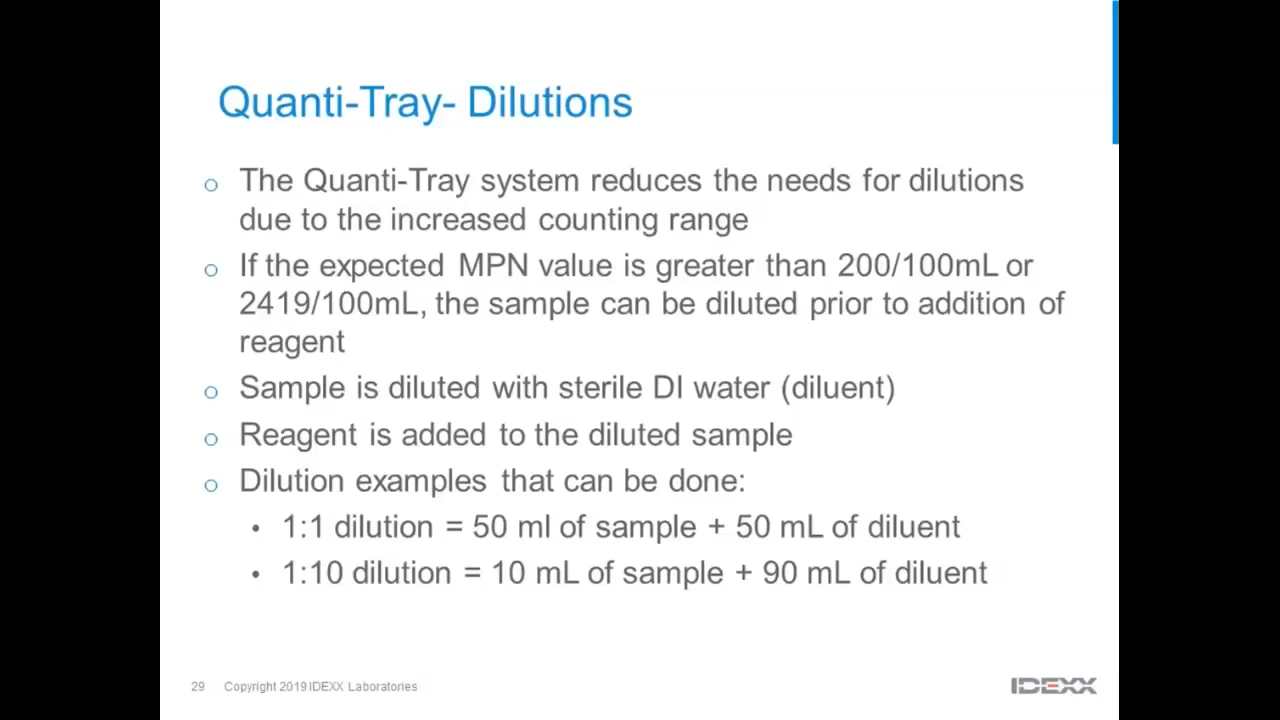 Quanti-Tray- Dilutions
o The Quanti-Tray system reduces the needs for dilutions
due to the increased counting range
o If the expected MPN value is greater than 200/100mL or
2419/100mL, the sample can be diluted prior to addition of
reagent
o Sample is diluted with sterile DI water (diluent)
o Reagent is added to the diluted sample
o Dilution examples that can be done:
• 1:1 dilution = 50 ml of sample + 50 mL of diluent
• 1:10 dilution = 10 mL of sample + 90 mL of diluent
29 Copyright 2019 IDEXX Laboratories
IDEXX